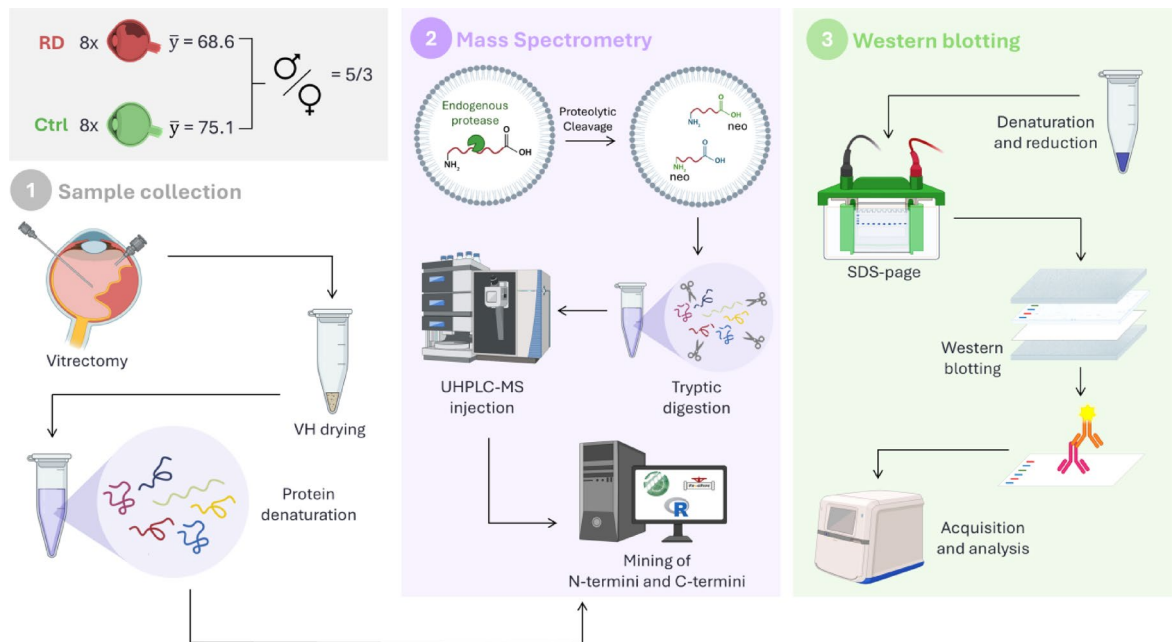 RD 8x y̅ = 68.6
♂/♀ = 5/3
Ctrl 8x y̅ = 75.1
1 Sample collection
Vitrectomy
VH drying
Protein
denaturation
2 Mass Spectrometry
Endogenous
protease
NH2
O
OH
Proteolytic
Cleavage
NH2
O
OH
neo
O
OH
NH2
neo
UHPLC-MS
injection
Tryptic
digestion
R
Mining of
N-termini and C-termini
3 Western blotting
Denaturation
and reduction
SDS-page
Western
blotting
Acquisition
and analysis